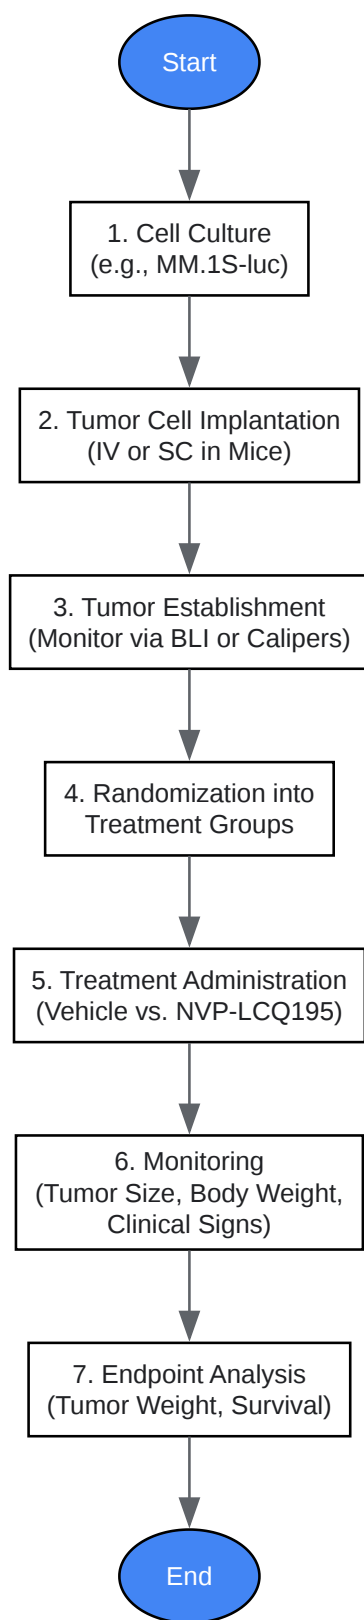 Start
1. Cell Culture
(e.g., MM.1S-luc)
2. Tumor Cell Implantation
(IV or SC in Mice)
3. Tumor Establishment
(Monitor via BLI or Calipers)
4. Randomization into
Treatment Groups
5. Treatment Administration
(Vehicle vs. NVP-LCQ195)
6. Monitoring
(Tumor Size, Body Weight,
Clinical Signs)
7. Endpoint Analysis
(Tumor Weight, Survival)
End